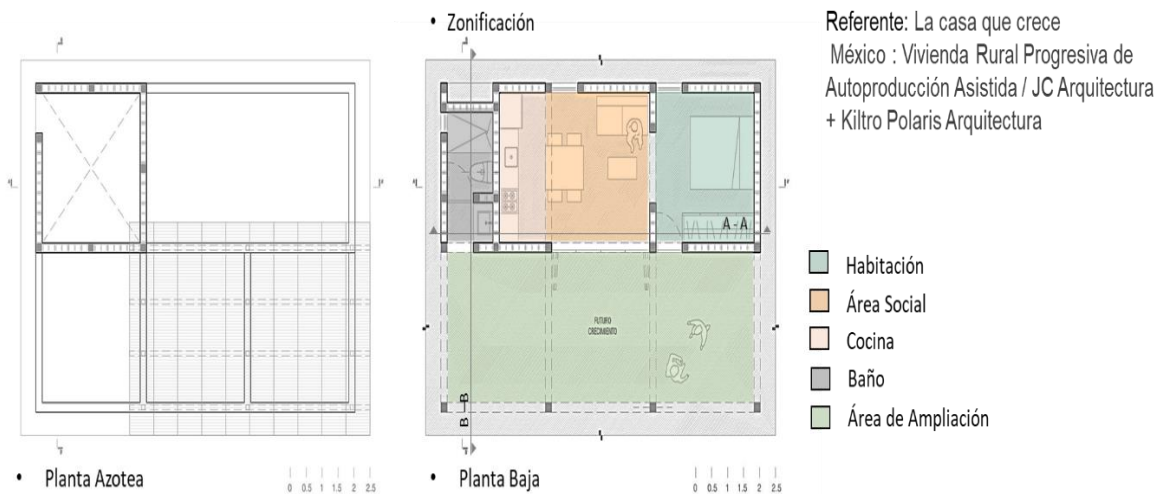 • Zonificación
Referente: La casa que crece
México : Vivienda Rural Progresiva de
Autoproducción Asistida / JC Arquitectura
+ Kiltro Polaris Arquitectura
A - A
FUTURO
CRECIMIENTO
B - B
Habitación
Área Social
Cocina
Baño
Área de Ampliación
• Planta Azotea
0 0.5 1 1.5 2 2.5
• Planta Baja
0 0.5 1 1.5 2 2.5